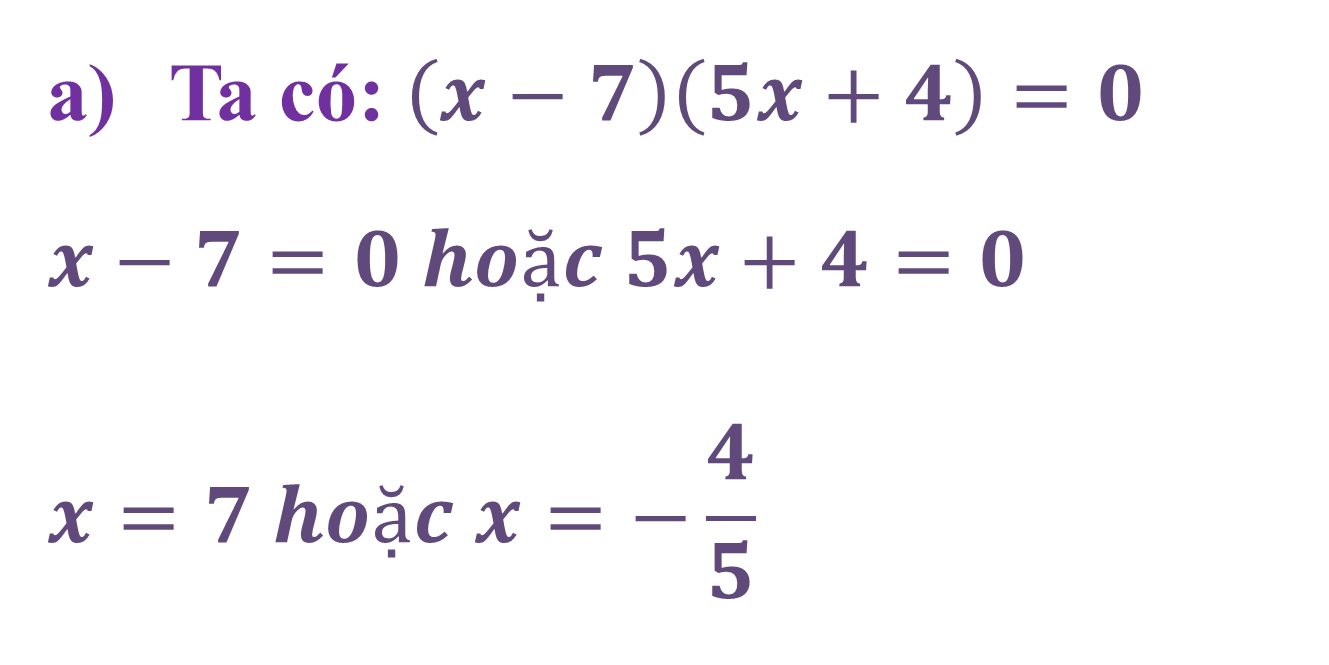 a) Ta có: (x − 7)(5x + 4) = 0
x − 7 = 0 hoặc 5x + 4 = 0
x = 7 hoặc x = −4/5